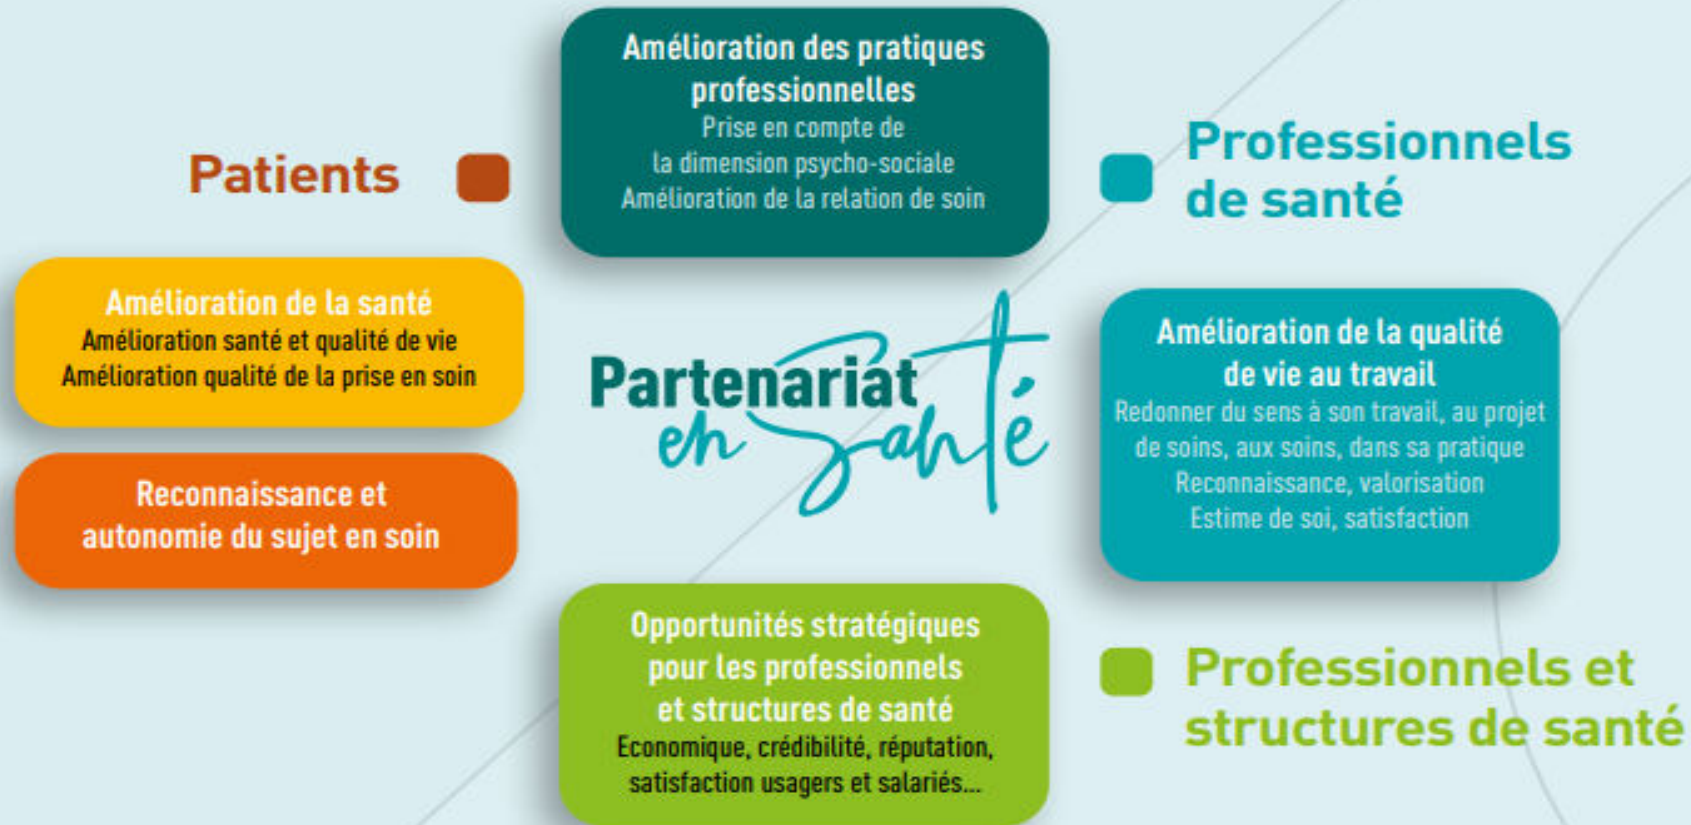 Amélioration des pratiques
professionnelles
Prise en compte de
la dimension psycho-sociale
Amélioration de la relation de soin
Patients
Professionnels
de santé
Amélioration de la santé
Amélioration santé et qualité de vie
Amélioration qualité de la prise en soin
Reconnaissance et
autonomie du sujet en soin
Partenariat
en Santé
Amélioration de la qualité
de vie au travail
Redonner du sens à son travail, au projet
de soins, aux soins, dans sa pratique
Reconnaissance, valorisation
Estime de soi, satisfaction
Opportunités stratégiques
pour les professionnels
et structures de santé
Economique, crédibilité, réputation,
satisfaction usagers et salariés...
Professionnels et
structures de santé